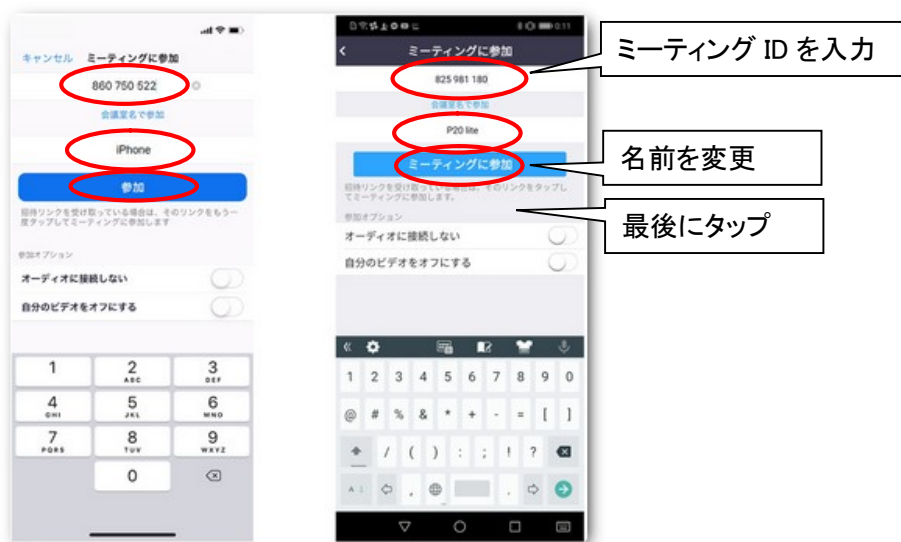 キャンセル ミーティングに参加
860 750 522
会議室名で参加
iPhone
参加
招待リンクを受け取っている場合は、そのリンクをもう一
度タップしてミーティングに参加します
参加オプション
オーディオに接続しない
自分のビデオをオフにする
1
2
ABC
3
DEF
4
GHI
5
JKL
6
MNO
7
PQRS
8
TUV
9
WXYZ
0
0:11
ミーティングに参加
825 981 180
会議室名で参加
P20 lite
ミーティングに参加
招待リンクを受け取っている場合は、そのリンクをタップし
てミーティングに参加します。
参加オプション
オーディオに接続しない
自分のビデオをオフにする
1 2 3 4 5 6 7 8 9 0
@ # % & * + - = [ ]
/ ( ) : ; ! ?
, .
ミーティング ID を入力
名前を変更
最後にタップ